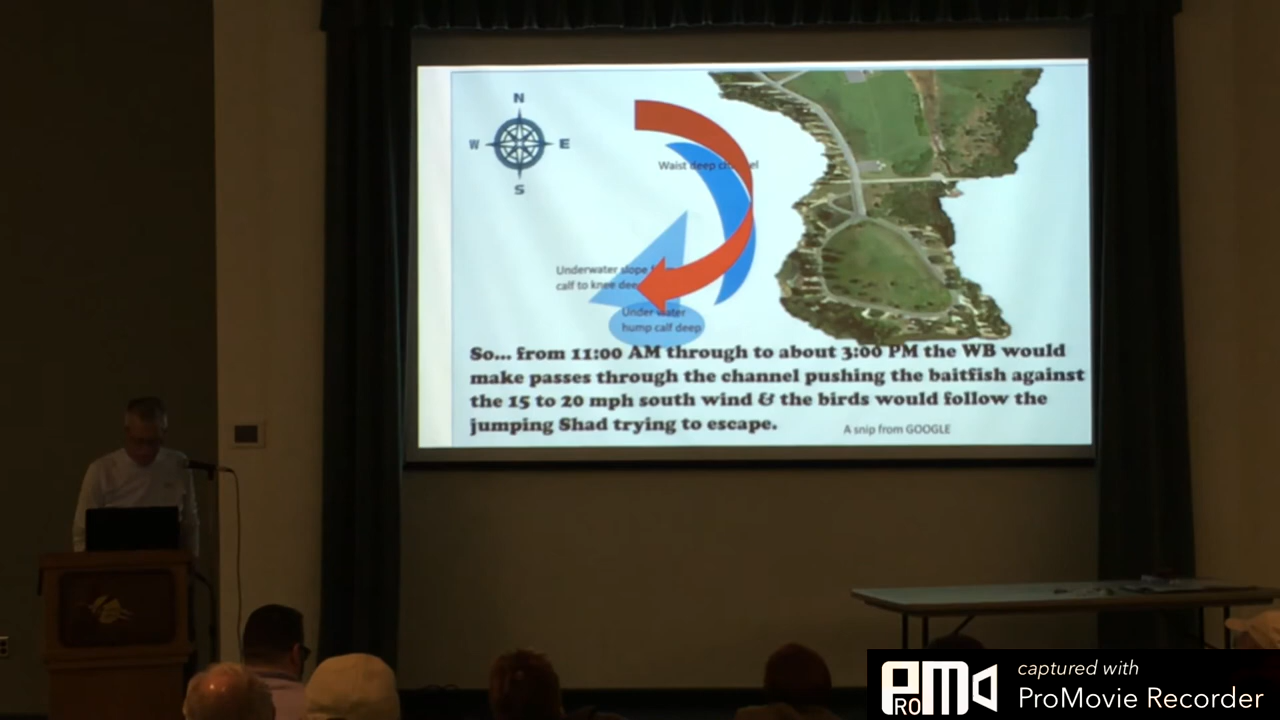 N
W E
S
Waist deep
Underwater slope
calf to knee deep
Under water
hump calf deep
So... from 11:00 AM through to about 3:00 PM the WB would
make passes through the channel pushing the baitfish against
the 15 to 20 mph south wind & the birds would follow the
jumping Shad trying to escape.
A snip from GOOGLE
PRO M
captured with
ProMovie Recorder